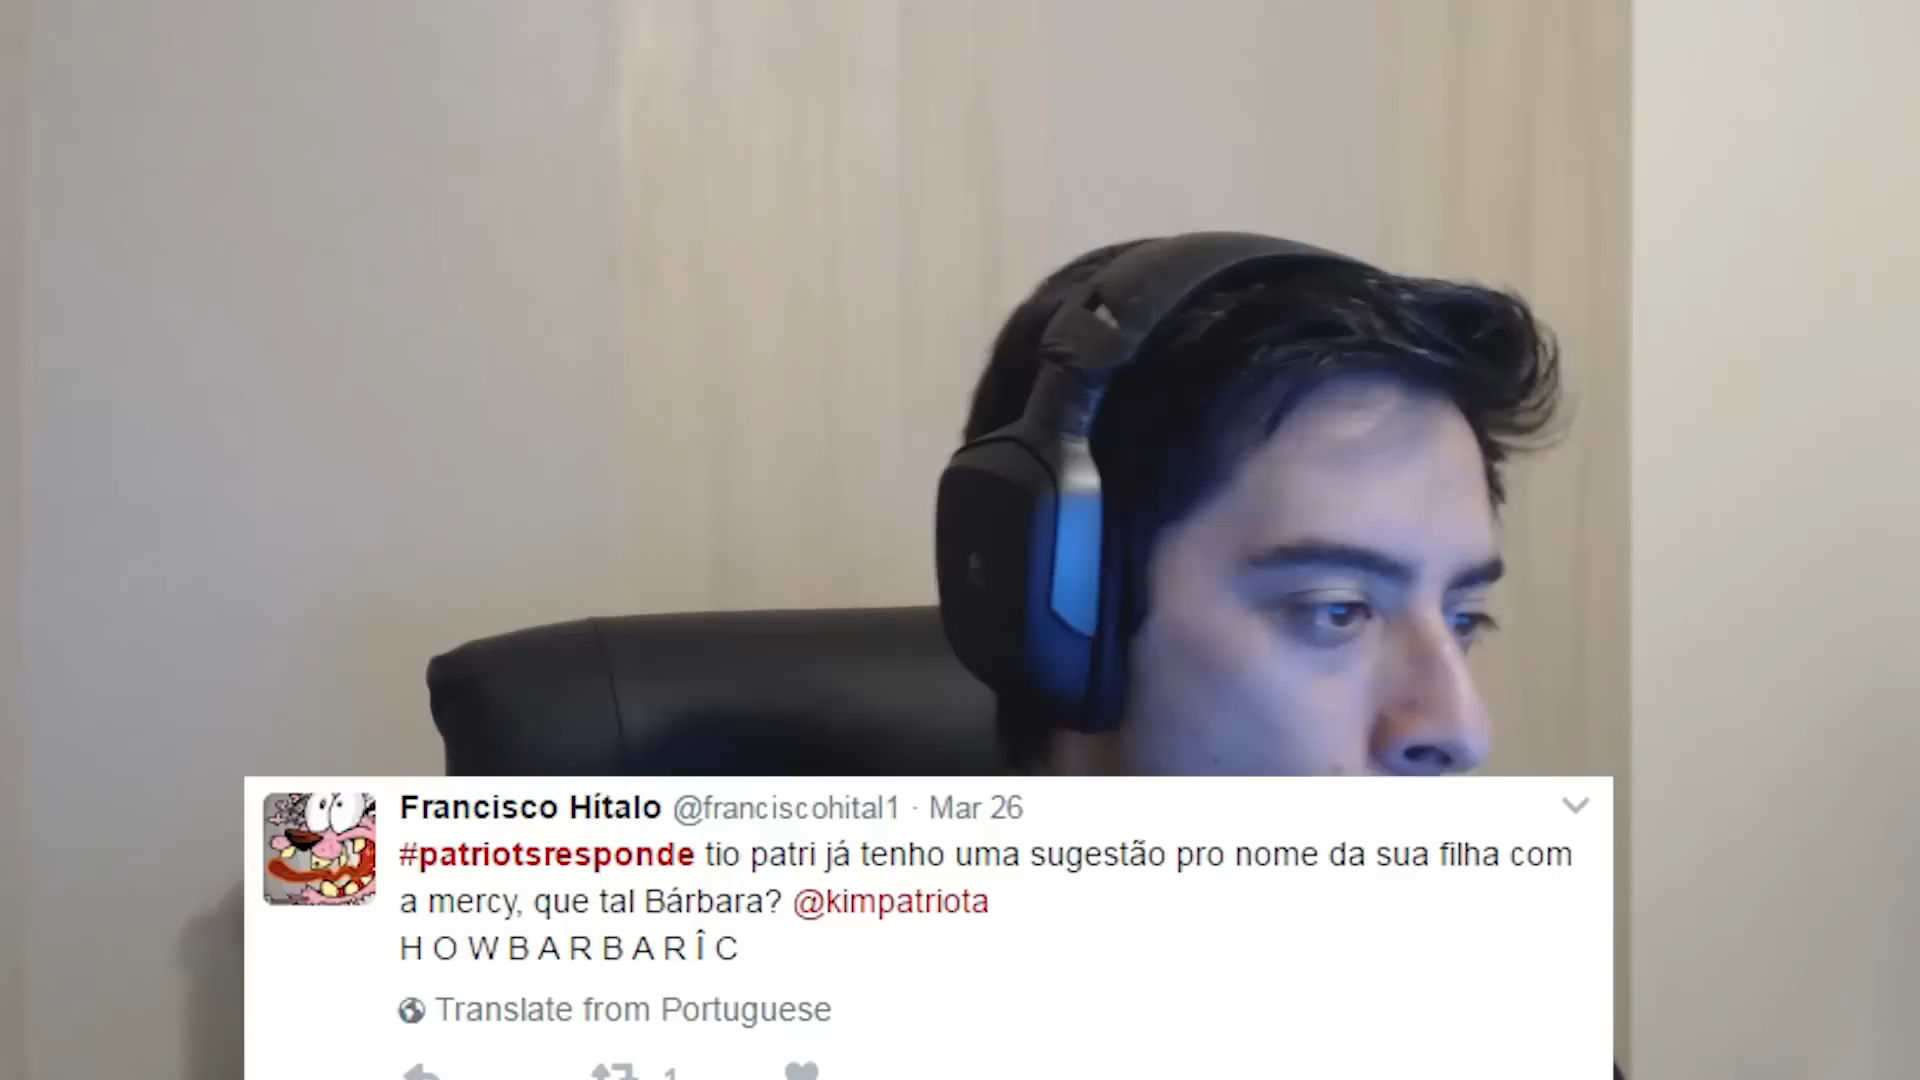 Francisco Hítalo @franciscohital1 · Mar 26
#patriotsresponde tio patri já tenho uma sugestão pro nome da sua filha com
a mercy, que tal Bárbara? @kimpatriota
H O W B A R B A R Î C
Translate from Portuguese
1